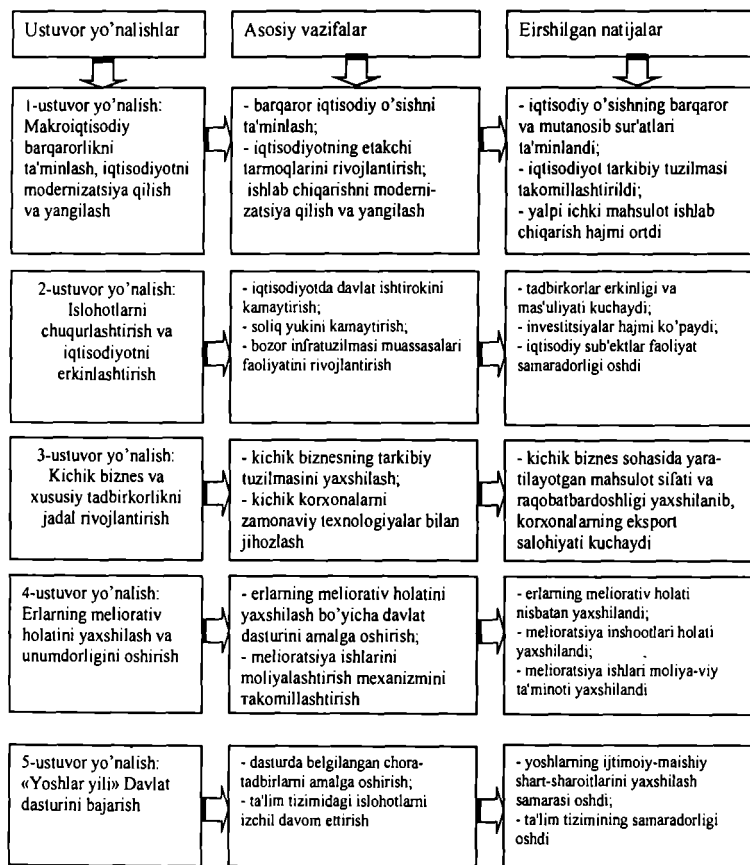 Ustuvor yo'nalishlar
Asosiy vazifalar
Eirshilgan natijalar
1-ustuvor yo'nalish:
Makroiqtisodiy
barqarorlikni
ta'minlash, iqtisodiyotni
modernizatsiya qilish
va yangilash
- barqaror iqtisodiy o'sishni
ta'minlash;
- iqtisodiyotning etakchi
tarmoqlarini rivojlantirish;
ishlab chiqarishni moderni-
zatsiya qilish va yangilash
- iqtisodiy o'sishning barqaror
va mutanosib sur'atlari
ta'minlandi;
- iqtisodiyot tarkibiy tuzilmasi
takomillashtirildi;
- yalpi ichki mahsulot ishlab
chiqarish hajmi ortdi
2-ustuvor yo'nalish:
Islohotlarni
chuqurlashtirish va
iqtisodiyotni
erkinlashtirish
- iqtisodiyotda davlat ishtirokini
kamaytirish;
- soliq yukini kamaytirish;
- bozor infratuzilmasi muassasalari
faoliyatini rivojlantirish
- tadbirkorlar erkinligi va
mas'uliyati kuchaydi;
- investitsiyalar hajmi ko'paydi;
- iqtisodiy sub'ektlar faoliyat
samaradorligi oshdi
3-ustuvor yo'nalish:
Kichik biznes va
xususiy tadbirkorlikni
jadal rivojlantirish
- kichik biznesning tarkibiy
tuzilmasini yaxshilash;
- kichik korxonalarni
zamonaviy texnologiyalar bilan
jihozlash
- kichik biznes sohasida yara-
tilayotgan mahsulot sifati va
raqobatbardoshligi yaxshilanib,
korxonalarning eksport
salohiyati kuchaydi
4-ustuvor yo'nalish:
Erlarning meliorativ
holatini yaxshilash va
unumdorligini oshirish
- erlarning meliorativ holatini
yaxshilash bo'yicha davlat
dasturini amalga oshirish;
- melioratsiya ishlarini
moliyalashtirish mexanizmini
takomillashtirish
- erlarning meliorativ holati
nisbatan yaxshilandi;
- melioratsiya inshootlari holati
yaxshilandi;
- melioratsiya ishlari moliya-viy
ta'minoti yaxshilandi
5-ustuvor yo'nalish:
«Yoshlar yili» Davlat
dasturini bajarish
- dasturda belgilangan chora-
tadbirlarni amalga oshirish;
- ta'lim tizimidagi islohotlarni
izchil davom ettirish
- yoshlarning ijtimoiy-maishiy
shart-sharoitlarini yaxshilash
samarasi oshdi;
- ta'lim tizimining samaradorligi
oshdi